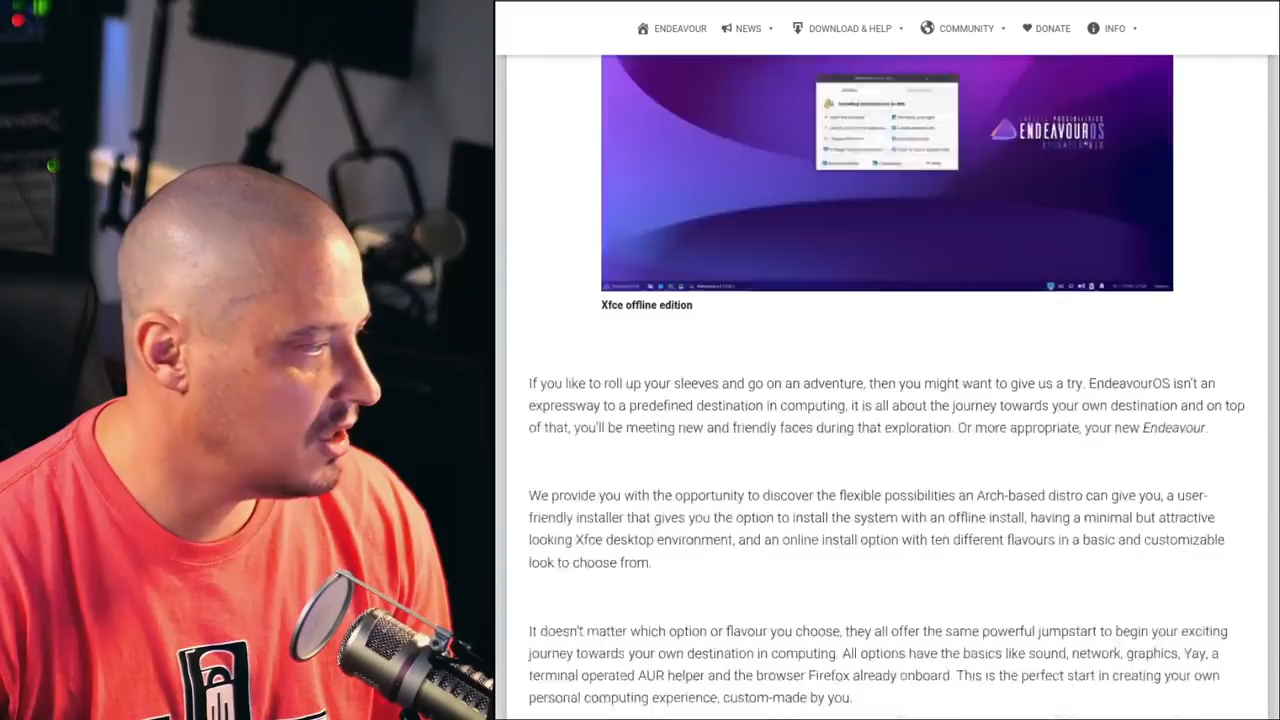 ENDEAVOUR NEWS DOWNLOAD & HELP COMMUNITY DONATE INFO
ENDEAVOUROS
Xfce offline edition
If you like to roll up your sleeves and go on an adventure, then you might want to give us a try. EndeavourOS isn't an
expressway to a predefined destination in computing, it is all about the journey towards your own destination and on top
of that, you'll be meeting new and friendly faces during that exploration. Or more appropriate, your new Endeavour.
We provide you with the opportunity to discover the flexible possibilities an Arch-based distro can give you, a user-
friendly installer that gives you the option to install the system with an offline install, having a minimal but attractive
looking Xfce desktop environment, and an online install option with ten different flavours in a basic and customizable
look to choose from.
It doesn't matter which option or flavour you choose, they all offer the same powerful jumpstart to begin your exciting
journey towards your own destination in computing. All options have the basics like sound, network, graphics, Yay, a
terminal operated AUR helper and the browser Firefox already onboard. This is the perfect start in creating your own
personal computing experience, custom-made by you.